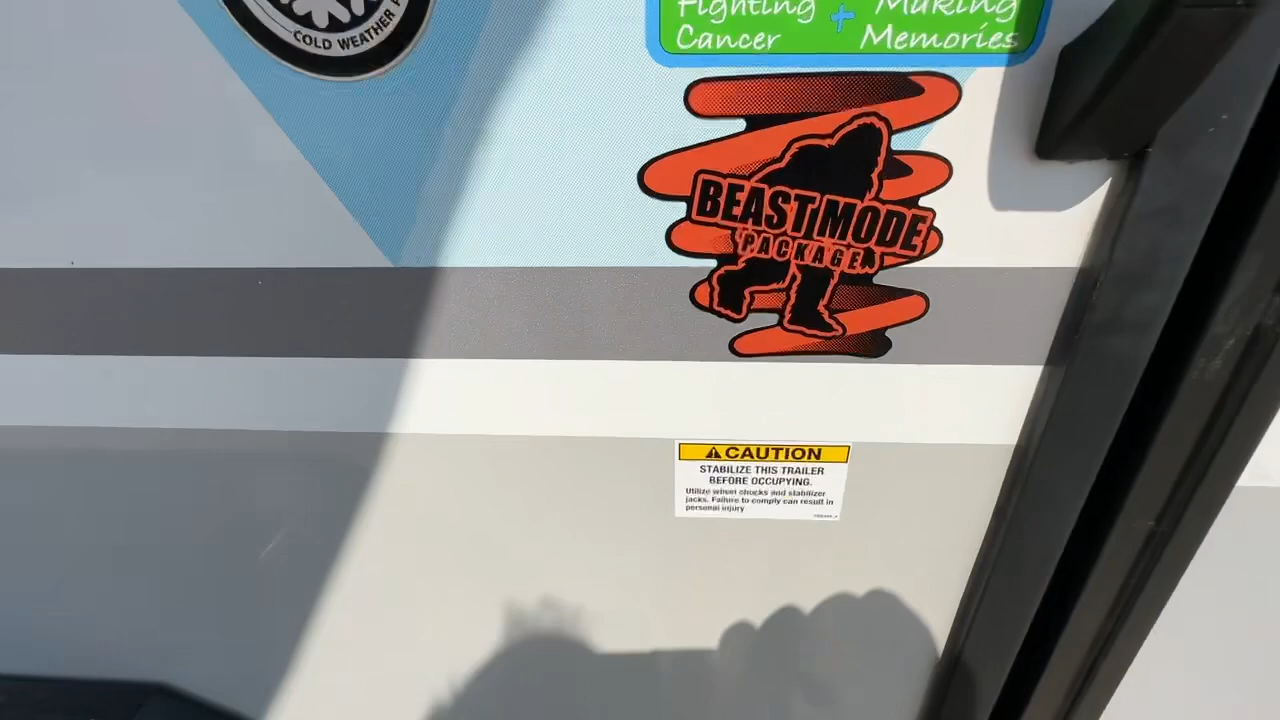 COLD WEATHER
Fighting Making
Cancer + Memories
BEAST MODE
PACKAGE
CAUTION
STABILIZE THIS TRAILER
BEFORE OCCUPYING.
Utilize wheel chocks and stabilizer
jacks. Failure to comply can result in
personal injury